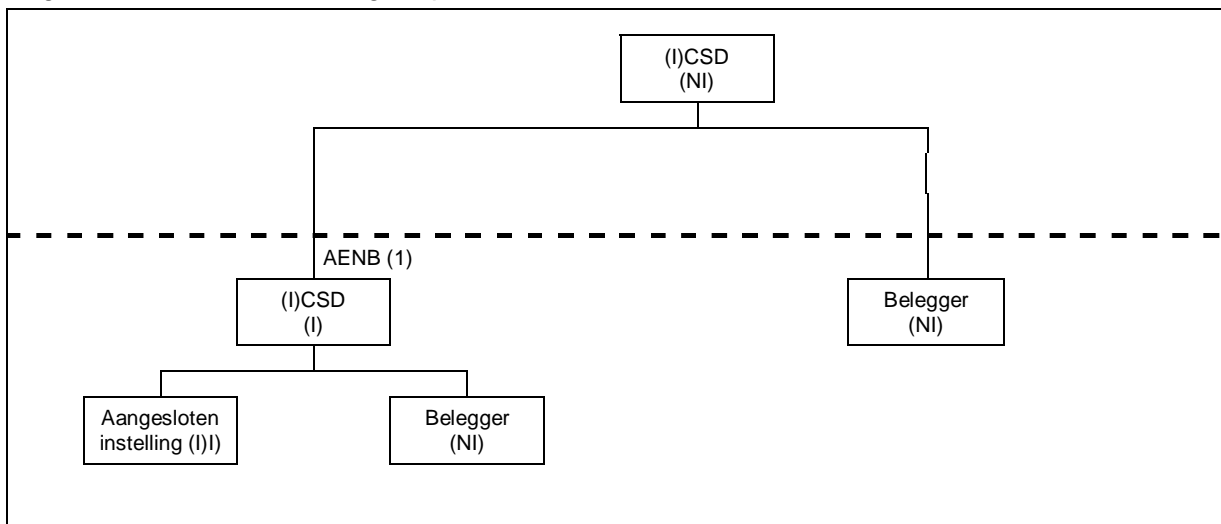 (I)CSD
(NI)
AENB (1)
(I)CSD
(I)
Belegger
(NI)
Aangesloten
instelling (I)I)
Belegger
(NI)